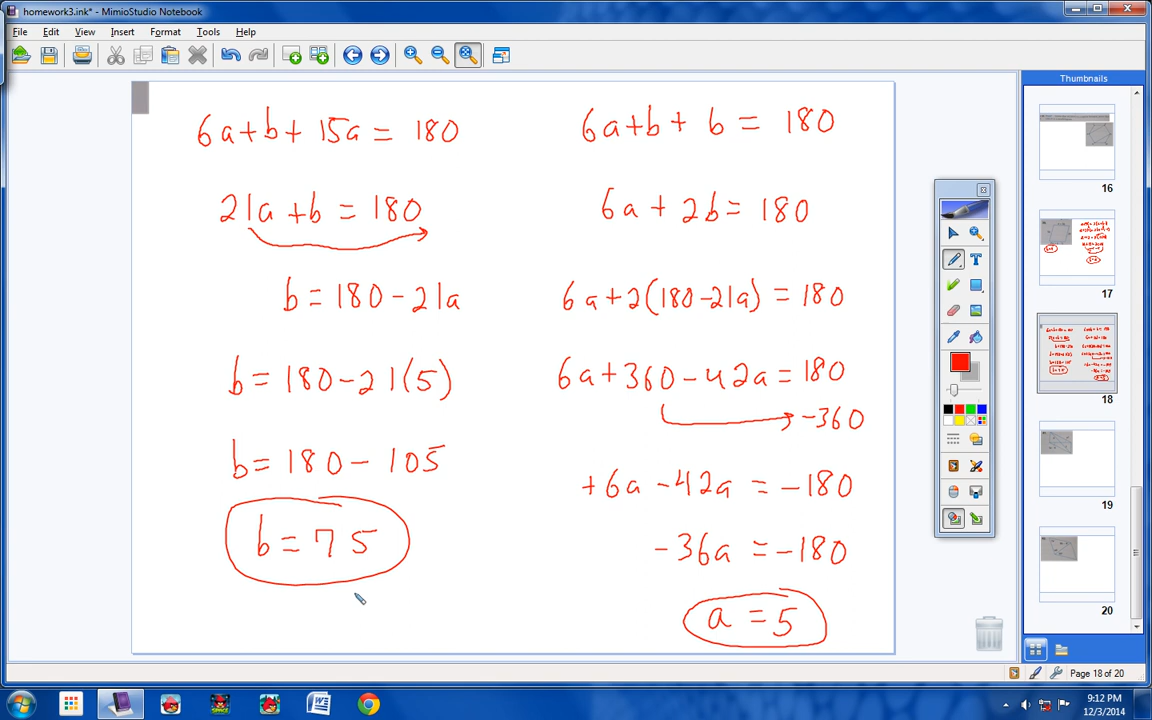 homework3.ink* - MimioStudio Notebook
File Edit View Insert Format Tools Help
6a+b+15a=180
21a+b=180
b=180-21a
b=180-21(5)
b=180-105
b=75
6a+b+b=180
6a+2b=180
6a+2(180-21a)=180
6a+360-42a=180
-360
+6a-42a=-180
-36a=-180
a=5
Thumbnails
16
17
18
19
20
Page 18 of 20
9:12 PM
12/3/2014